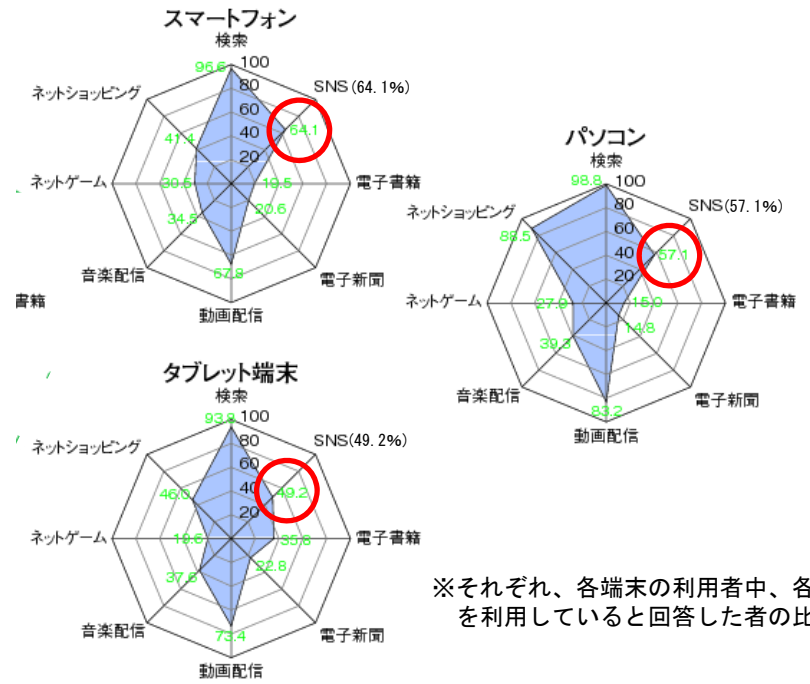 スマートフォン
検索
96.6
100
80
60
40
20
SNS(64.1%)
64.1
電子書籍
19.5
20.6
電子新聞
動画配信
67.8
音楽配信
34.5
ネットゲーム
30.5
ネットショッピング
41.4
書籍
パソコン
検索
98.8
100
80
60
40
20
SNS(57.1%)
57.1
電子書籍
15.0
14.8
電子新聞
動画配信
83.2
音楽配信
39.3
ネットゲーム
27.9
ネットショッピング
88.5
タブレット端末
検索
93.8
100
80
60
40
20
SNS(49.2%)
49.2
電子書籍
35.8
22.8
電子新聞
動画配信
73.4
音楽配信
37.6
ネットゲーム
19.6
ネットショッピング
46.0
※それぞれ、各端末の利用者中、各
を利用していると回答した者の比